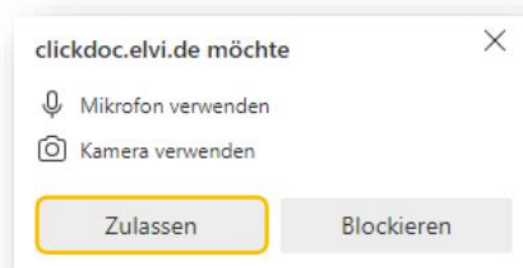 clickdoc.elvi.de möchte
Mikrofon verwenden
Kamera verwenden
Zulassen Blockieren